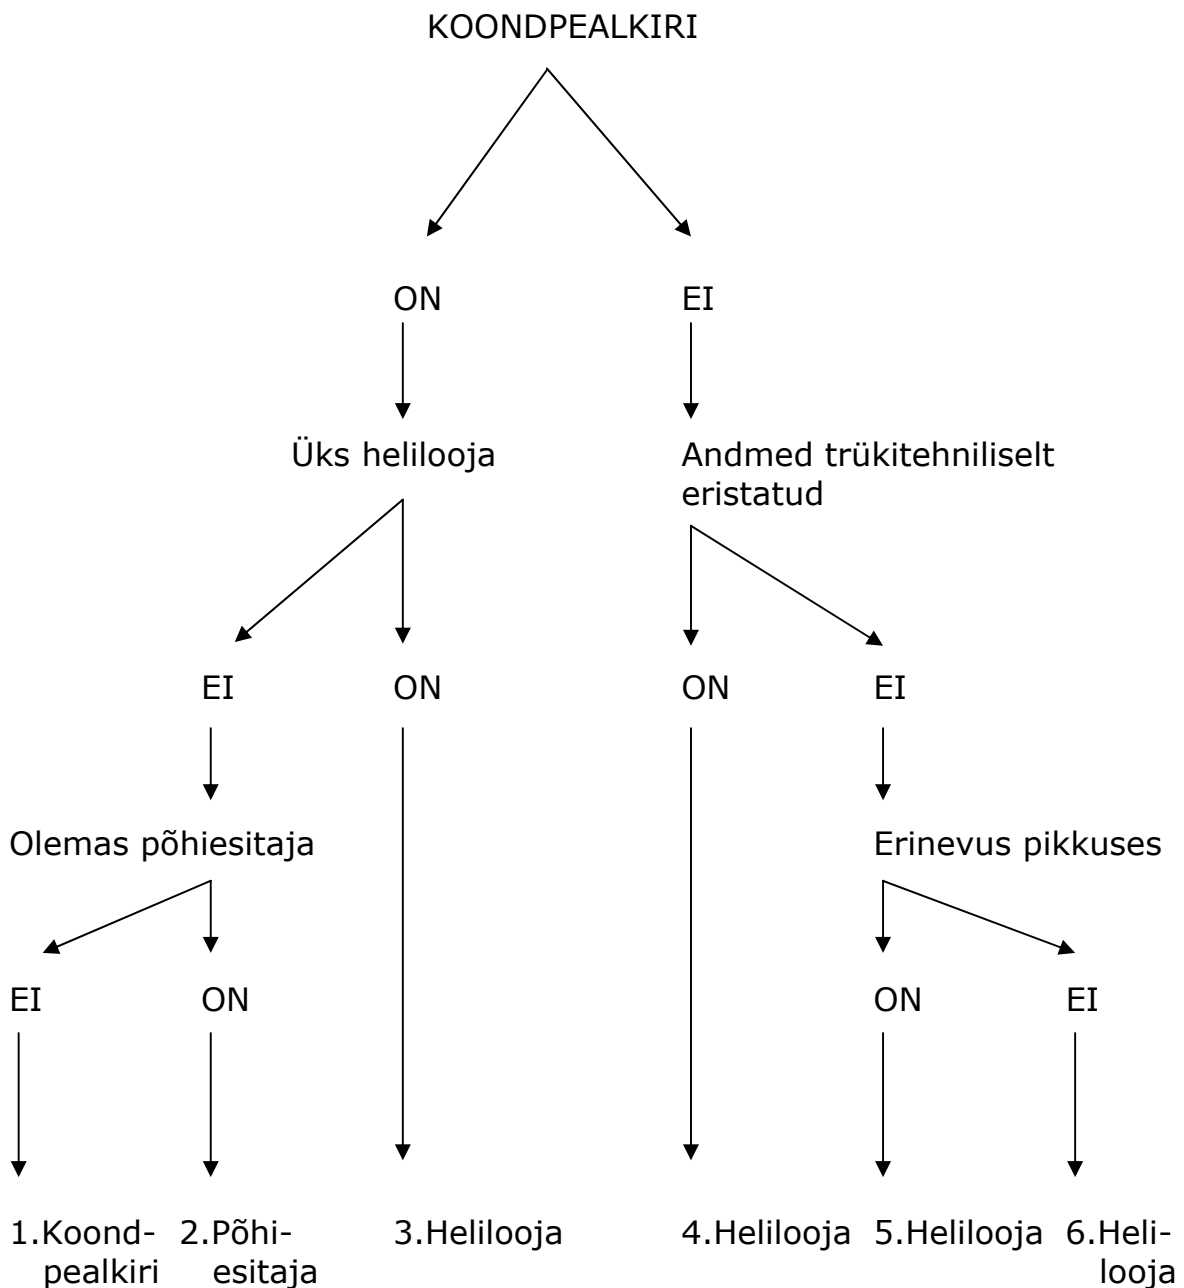 KOONDPEALKIRI
ON
EI
Üks helilooja
Andmed trükitehniliselt
eristatud
EI
ON
ON
EI
Olemas põhiesitaja
Erinevus pikkuses
EI
ON
ON
EI
1.Koond-
pealkiri
2.Põhi-
esitaja
3.Helilooja
4.Helilooja
5.Helilooja
6.Heli-
looja